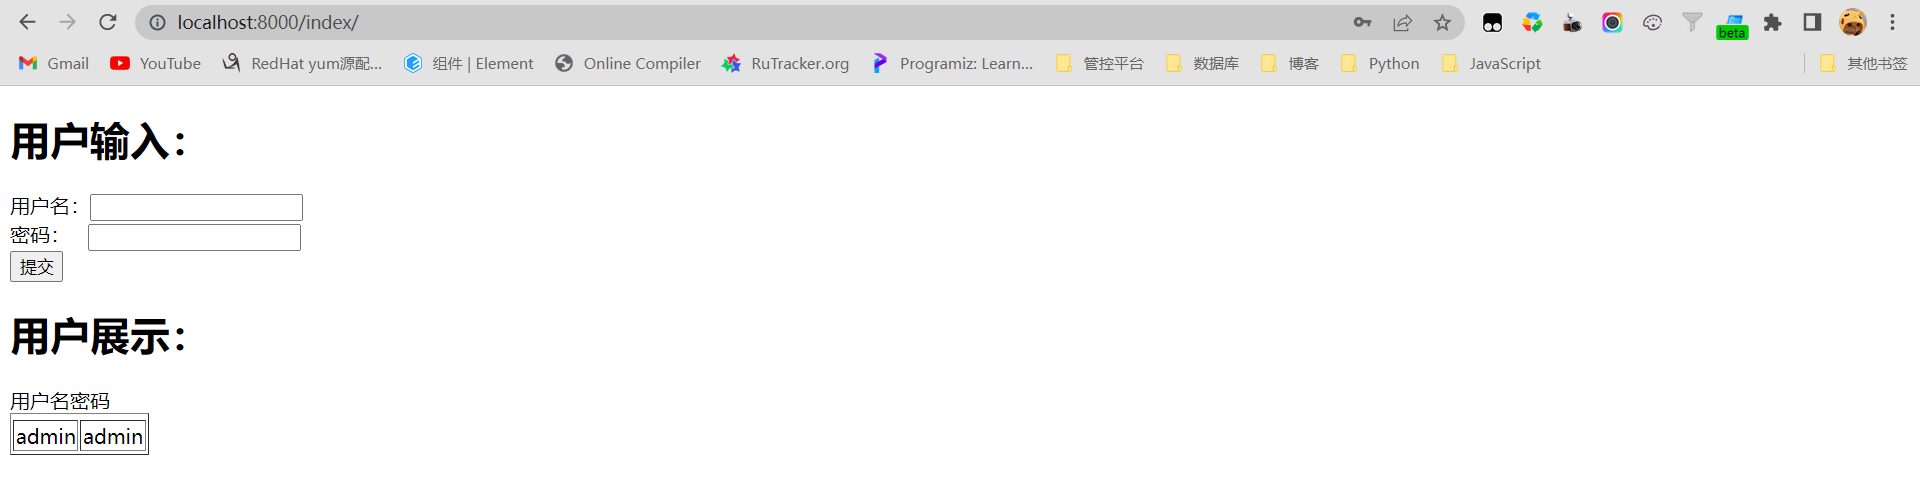 localhost:8000/index/
beta
Gmail YouTube RedHat yum源配... 组件 | Element Online Compiler RuTracker.org Programiz: Learn... 管控平台 数据库 博客 Python JavaScript 其他书签
用户输入：
用户名：
密码：
提交
用户展示：
用户名密码
admin admin